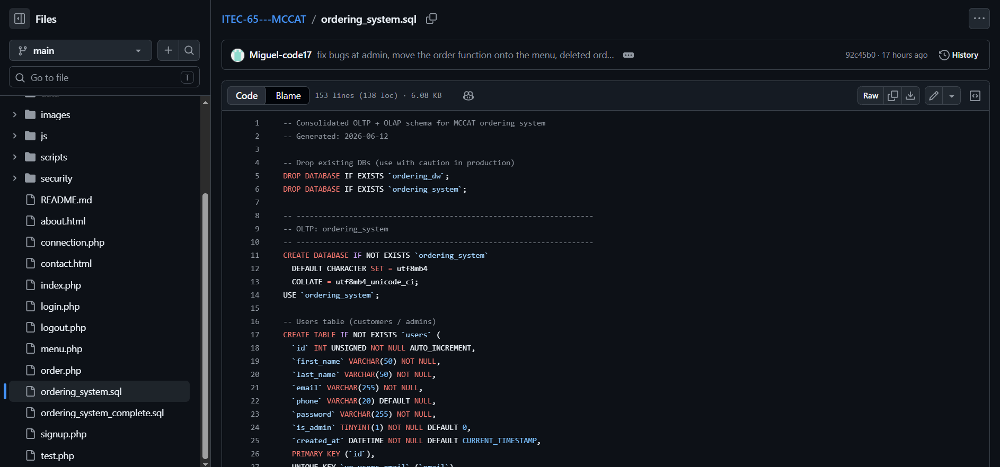 Files
main
Go to file
T
images
js
scripts
security
README.md
about.html
connection.php
contact.html
index.php
login.php
logout.php
menu.php
order.php
ordering_system.sql
ordering_system_complete.sql
signup.php
test.php
ITEC-65---MCCAT / ordering_system.sql
Miguel-code17 fix bugs at admin, move the order function onto the menu, deleted ord...
92c45b0 · 17 hours ago History
Code Blame 153 lines (138 loc) · 6.08 KB
Raw
1 -- Consolidated OLTP + OLAP schema for MCCAT ordering system
2 -- Generated: 2026-06-12
3
4 -- Drop existing DBs (use with caution in production)
5 DROP DATABASE IF EXISTS `ordering_dw`;
6 DROP DATABASE IF EXISTS `ordering_system`;
7
8 -- --------------------------------------------------------------------
9 -- OLTP: ordering_system
10 -- --------------------------------------------------------------------
11 CREATE DATABASE IF NOT EXISTS `ordering_system`
12 DEFAULT CHARACTER SET = utf8mb4
13 COLLATE = utf8mb4_unicode_ci;
14 USE `ordering_system`;
15
16 -- Users table (customers / admins)
17 CREATE TABLE IF NOT EXISTS `users` (
18 `id` INT UNSIGNED NOT NULL AUTO_INCREMENT,
19 `first_name` VARCHAR(50) NOT NULL,
20 `last_name` VARCHAR(50) NOT NULL,
21 `email` VARCHAR(255) NOT NULL,
22 `phone` VARCHAR(20) DEFAULT NULL,
23 `password` VARCHAR(255) NOT NULL,
24 `is_admin` TINYINT(1) NOT NULL DEFAULT 0,
25 `created_at` DATETIME NOT NULL DEFAULT CURRENT_TIMESTAMP,
26 PRIMARY KEY (`id`),
27 UNIQUE KEY `ux_users_email` (`email`)